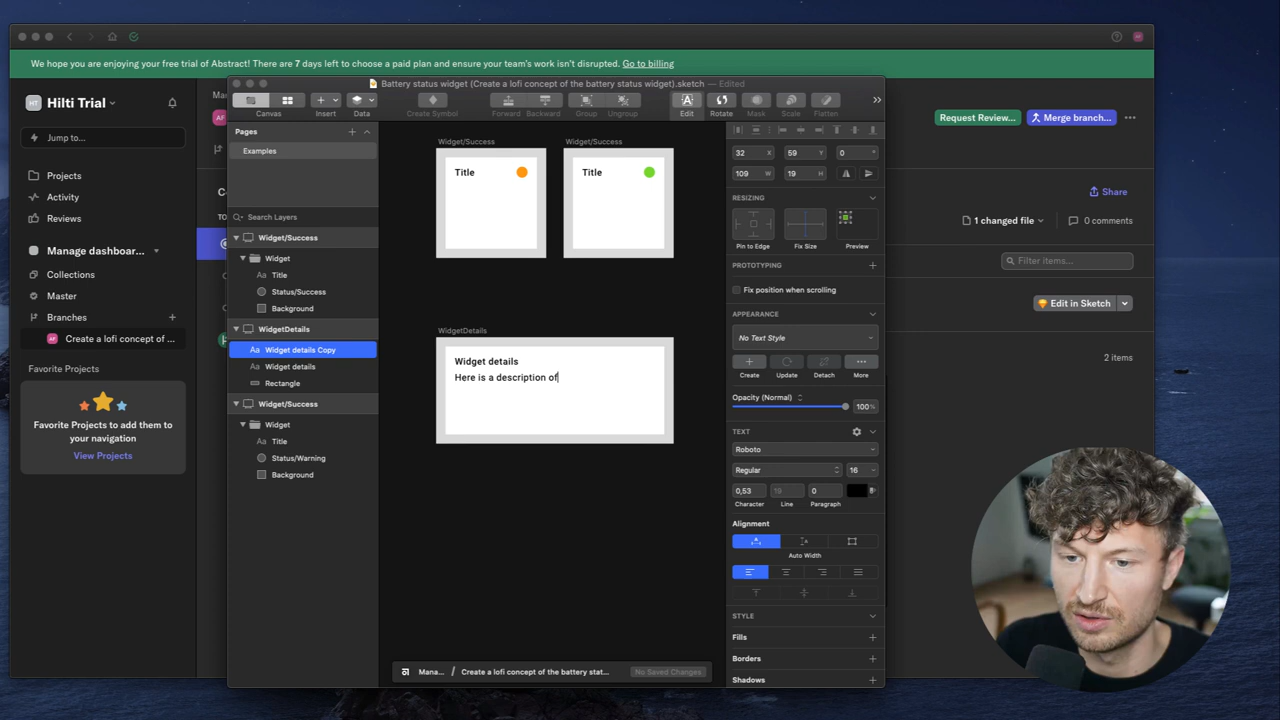 We hope you are enjoying your free trial of Abstract! There are 7 days left to choose a paid plan and ensure your team's work isn't disrupted. Go to billing
HT Hilti Trial
Jump to...
Projects
Activity
Reviews
Manage dashboar...
Collections
Master
Branches
Create a lofi concept of ...
Favorite Projects
Favorite Projects to add them to your navigation
View Projects
Battery status widget (Create a lofi concept of the battery status widget).sketch — Edited
Canvas
Insert
Data
Create Symbol
Forward
Backward
Group
Ungroup
Edit
Rotate
Mask
Scale
Flatten
Pages
Examples
Search Layers
Widget/Success
Widget
Aa Title
Status/Success
Background
WidgetDetails
Aa Widget details Copy
Aa Widget details
Rectangle
Widget/Success
Widget
Aa Title
Status/Warning
Background
Widget/Success
Title
Widget/Success
Title
WidgetDetails
Widget details
Here is a description of
Mana... / Create a lofi concept of the battery stat...
No Saved Changes
32 X 59 Y 0 °
109 W 19 H
RESIZING
Pin to Edge
Fix Size
Preview
PROTOTYPING
Fix position when scrolling
APPEARANCE
No Text Style
Create
Update
Detach
More
Opacity (Normal)
100%
TEXT
Roboto
Regular
16
0,53 19 0
Character Line Paragraph
Alignment
Auto Width
STYLE
Fills
Borders
Shadows
Request Review...
Merge branch...
Share
1 changed file
0 comments
Filter items...
Edit in Sketch
2 items